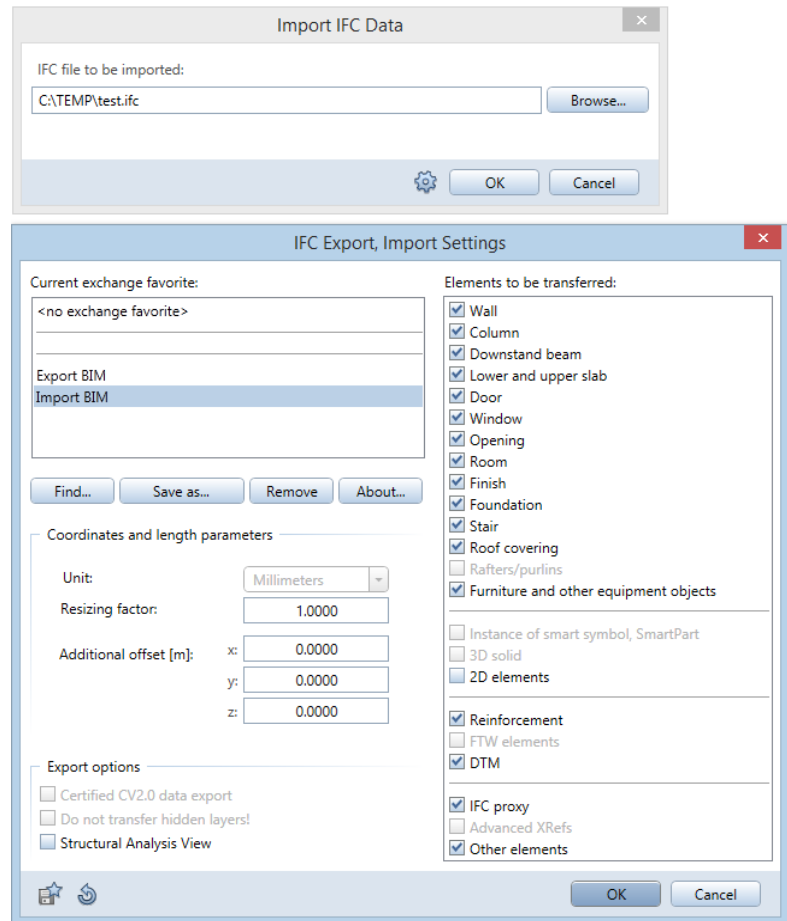 Import IFC Data
IFC file to be imported:
C:\TEMP\test.ifc
Browse...
OK
Cancel
IFC Export, Import Settings
Current exchange favorite:
<no exchange favorite>
Export BIM
Import BIM
Find...
Save as...
Remove
About...
Coordinates and length parameters
Unit:
Millimeters
Resizing factor:
1.0000
Additional offset [m]:
x:
0.0000
y:
0.0000
z:
0.0000
Export options
Certified CV2.0 data export
Do not transfer hidden layers!
Structural Analysis View
Elements to be transferred:
Wall
Column
Downstand beam
Lower and upper slab
Door
Window
Opening
Room
Finish
Foundation
Stair
Roof covering
Rafters/purlins
Furniture and other equipment objects
Instance of smart symbol, SmartPart
3D solid
2D elements
Reinforcement
FTW elements
DTM
IFC proxy
Advanced XRefs
Other elements
OK
Cancel